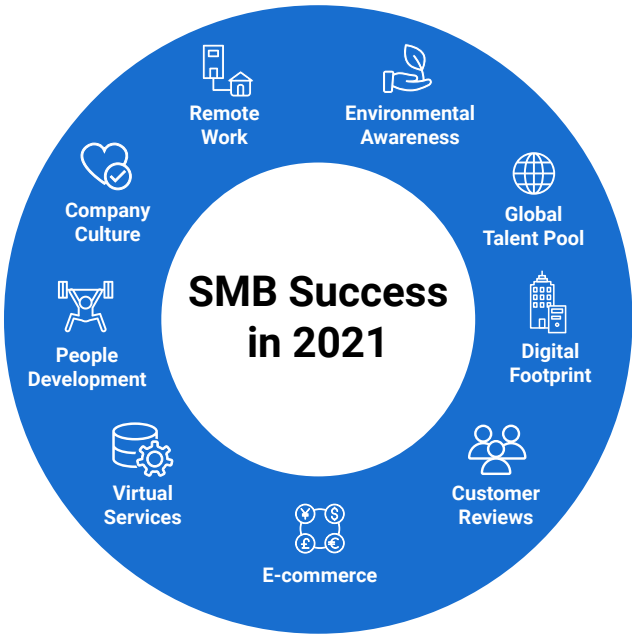 SMB Success
in 2021
Remote
Work
Environmental
Awareness
Global
Talent Pool
Digital
Footprint
Customer
Reviews
¥ $
£ €
E-commerce
Virtual
Services
People
Development
Company
Culture